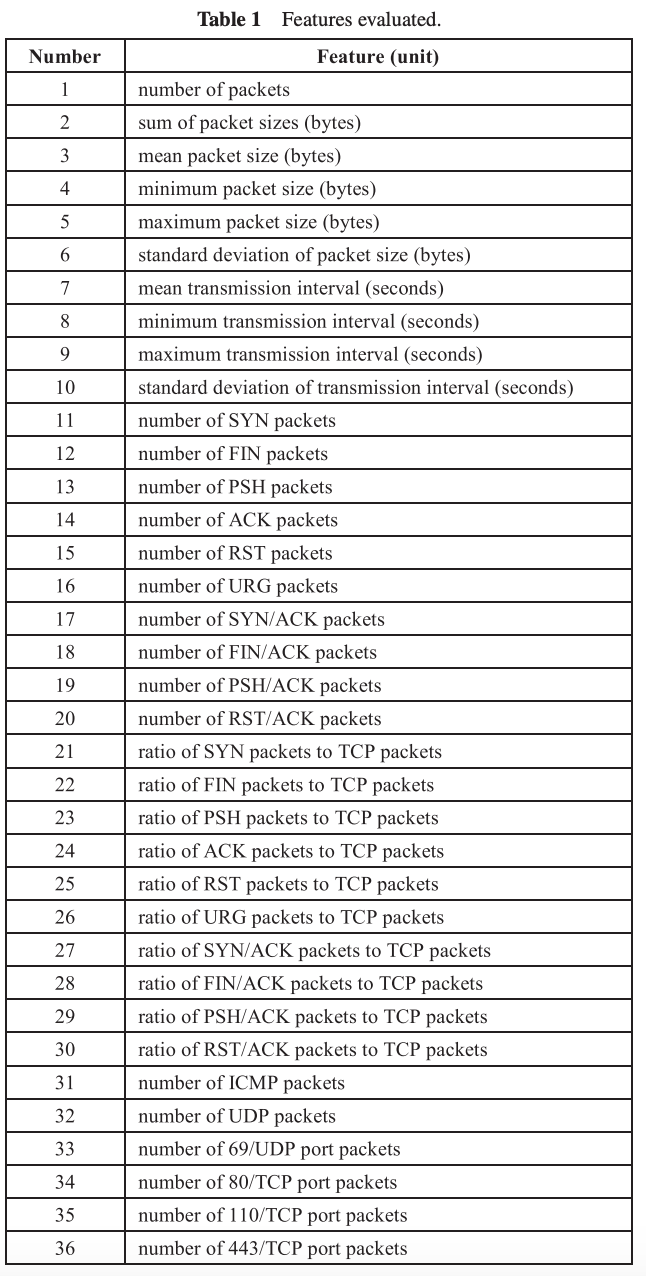 Table 1 Features evaluated.
Number Feature (unit)
1 number of packets
2 sum of packet sizes (bytes)
3 mean packet size (bytes)
4 minimum packet size (bytes)
5 maximum packet size (bytes)
6 standard deviation of packet size (bytes)
7 mean transmission interval (seconds)
8 minimum transmission interval (seconds)
9 maximum transmission interval (seconds)
10 standard deviation of transmission interval (seconds)
11 number of SYN packets
12 number of FIN packets
13 number of PSH packets
14 number of ACK packets
15 number of RST packets
16 number of URG packets
17 number of SYN/ACK packets
18 number of FIN/ACK packets
19 number of PSH/ACK packets
20 number of RST/ACK packets
21 ratio of SYN packets to TCP packets
22 ratio of FIN packets to TCP packets
23 ratio of PSH packets to TCP packets
24 ratio of ACK packets to TCP packets
25 ratio of RST packets to TCP packets
26 ratio of URG packets to TCP packets
27 ratio of SYN/ACK packets to TCP packets
28 ratio of FIN/ACK packets to TCP packets
29 ratio of PSH/ACK packets to TCP packets
30 ratio of RST/ACK packets to TCP packets
31 number of ICMP packets
32 number of UDP packets
33 number of 69/UDP port packets
34 number of 80/TCP port packets
35 number of 110/TCP port packets
36 number of 443/TCP port packets